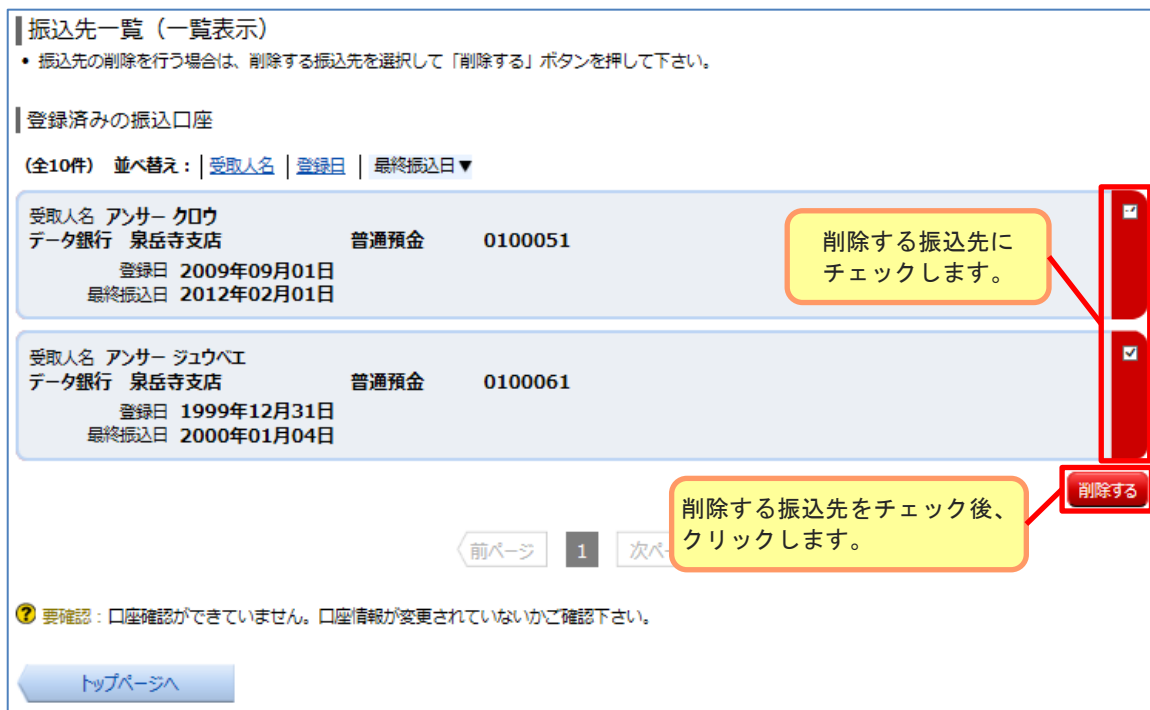 振込先一覧（一覧表示）
• 振込先の削除を行う場合は、削除する振込先を選択して「削除する」ボタンを押して下さい。
登録済みの振込口座
（全10件） 並べ替え：│受取人名 │登録日 │ 最終振込日▼
受取人名 アンサー クロウ
データ銀行 泉岳寺支店 普通預金 0100051
登録日 2009年09月01日
最終振込日 2012年02月01日
削除する振込先に
チェックします。
受取人名 アンサー ジュウベエ
データ銀行 泉岳寺支店 普通預金 0100061
登録日 1999年12月31日
最終振込日 2000年01月04日
削除する
削除する振込先をチェック後、
クリックします。
前ページ 1 次ペ
? 要確認：口座確認ができていません。口座情報が変更されていないかご確認下さい。
トップページへ